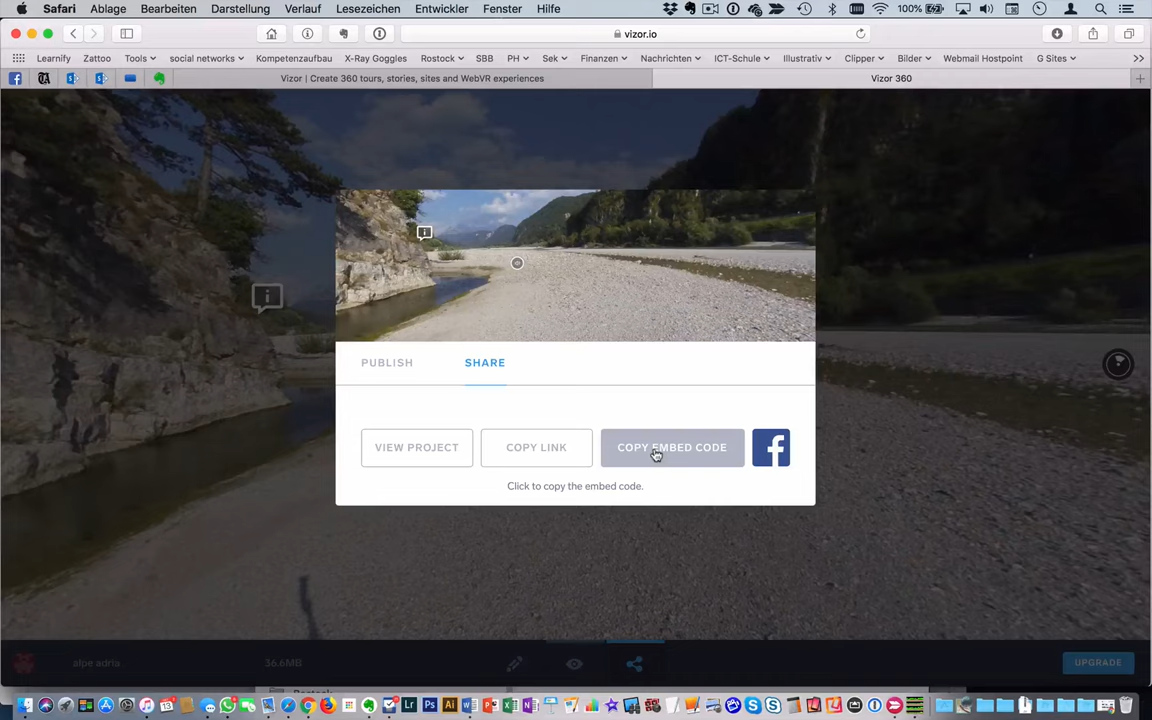 Safari Ablage Bearbeiten Darstellung Verlauf Lesezeichen Entwickler Fenster Hilfe 100%
vizor.io
Learnify Zattoo Tools social networks Kompetenzaufbau X-Ray Goggles Rostock SBB PH Sek Finanzen Nachrichten ICT-Schule Illustrativ Clipper Bilder Webmail Hostpoint G Sites
Vizor | Create 360 tours, stories, sites and WebVR experiences Vizor 360
PUBLISH SHARE
VIEW PROJECT COPY LINK COPY EMBED CODE
Click to copy the embed code.
alpe adria 36.6MB UPGRADE